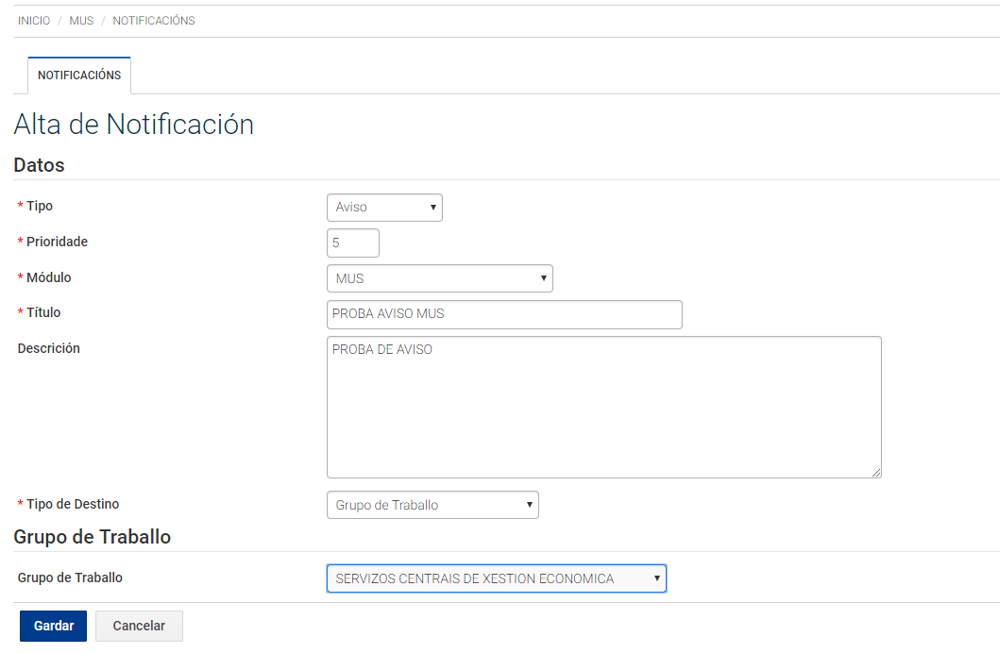 INICIO / MUS / NOTIFICACIÓNS
NOTIFICACIÓNS
Alta de Notificación
Datos
* Tipo Aviso
* Prioridade 5
* Módulo MUS
* Título PROBA AVISO MUS
Descrición PROBA DE AVISO
* Tipo de Destino Grupo de Traballo
Grupo de Traballo
Grupo de Traballo SERVIZOS CENTRAIS DE XESTION ECONOMICA
Gardar Cancelar